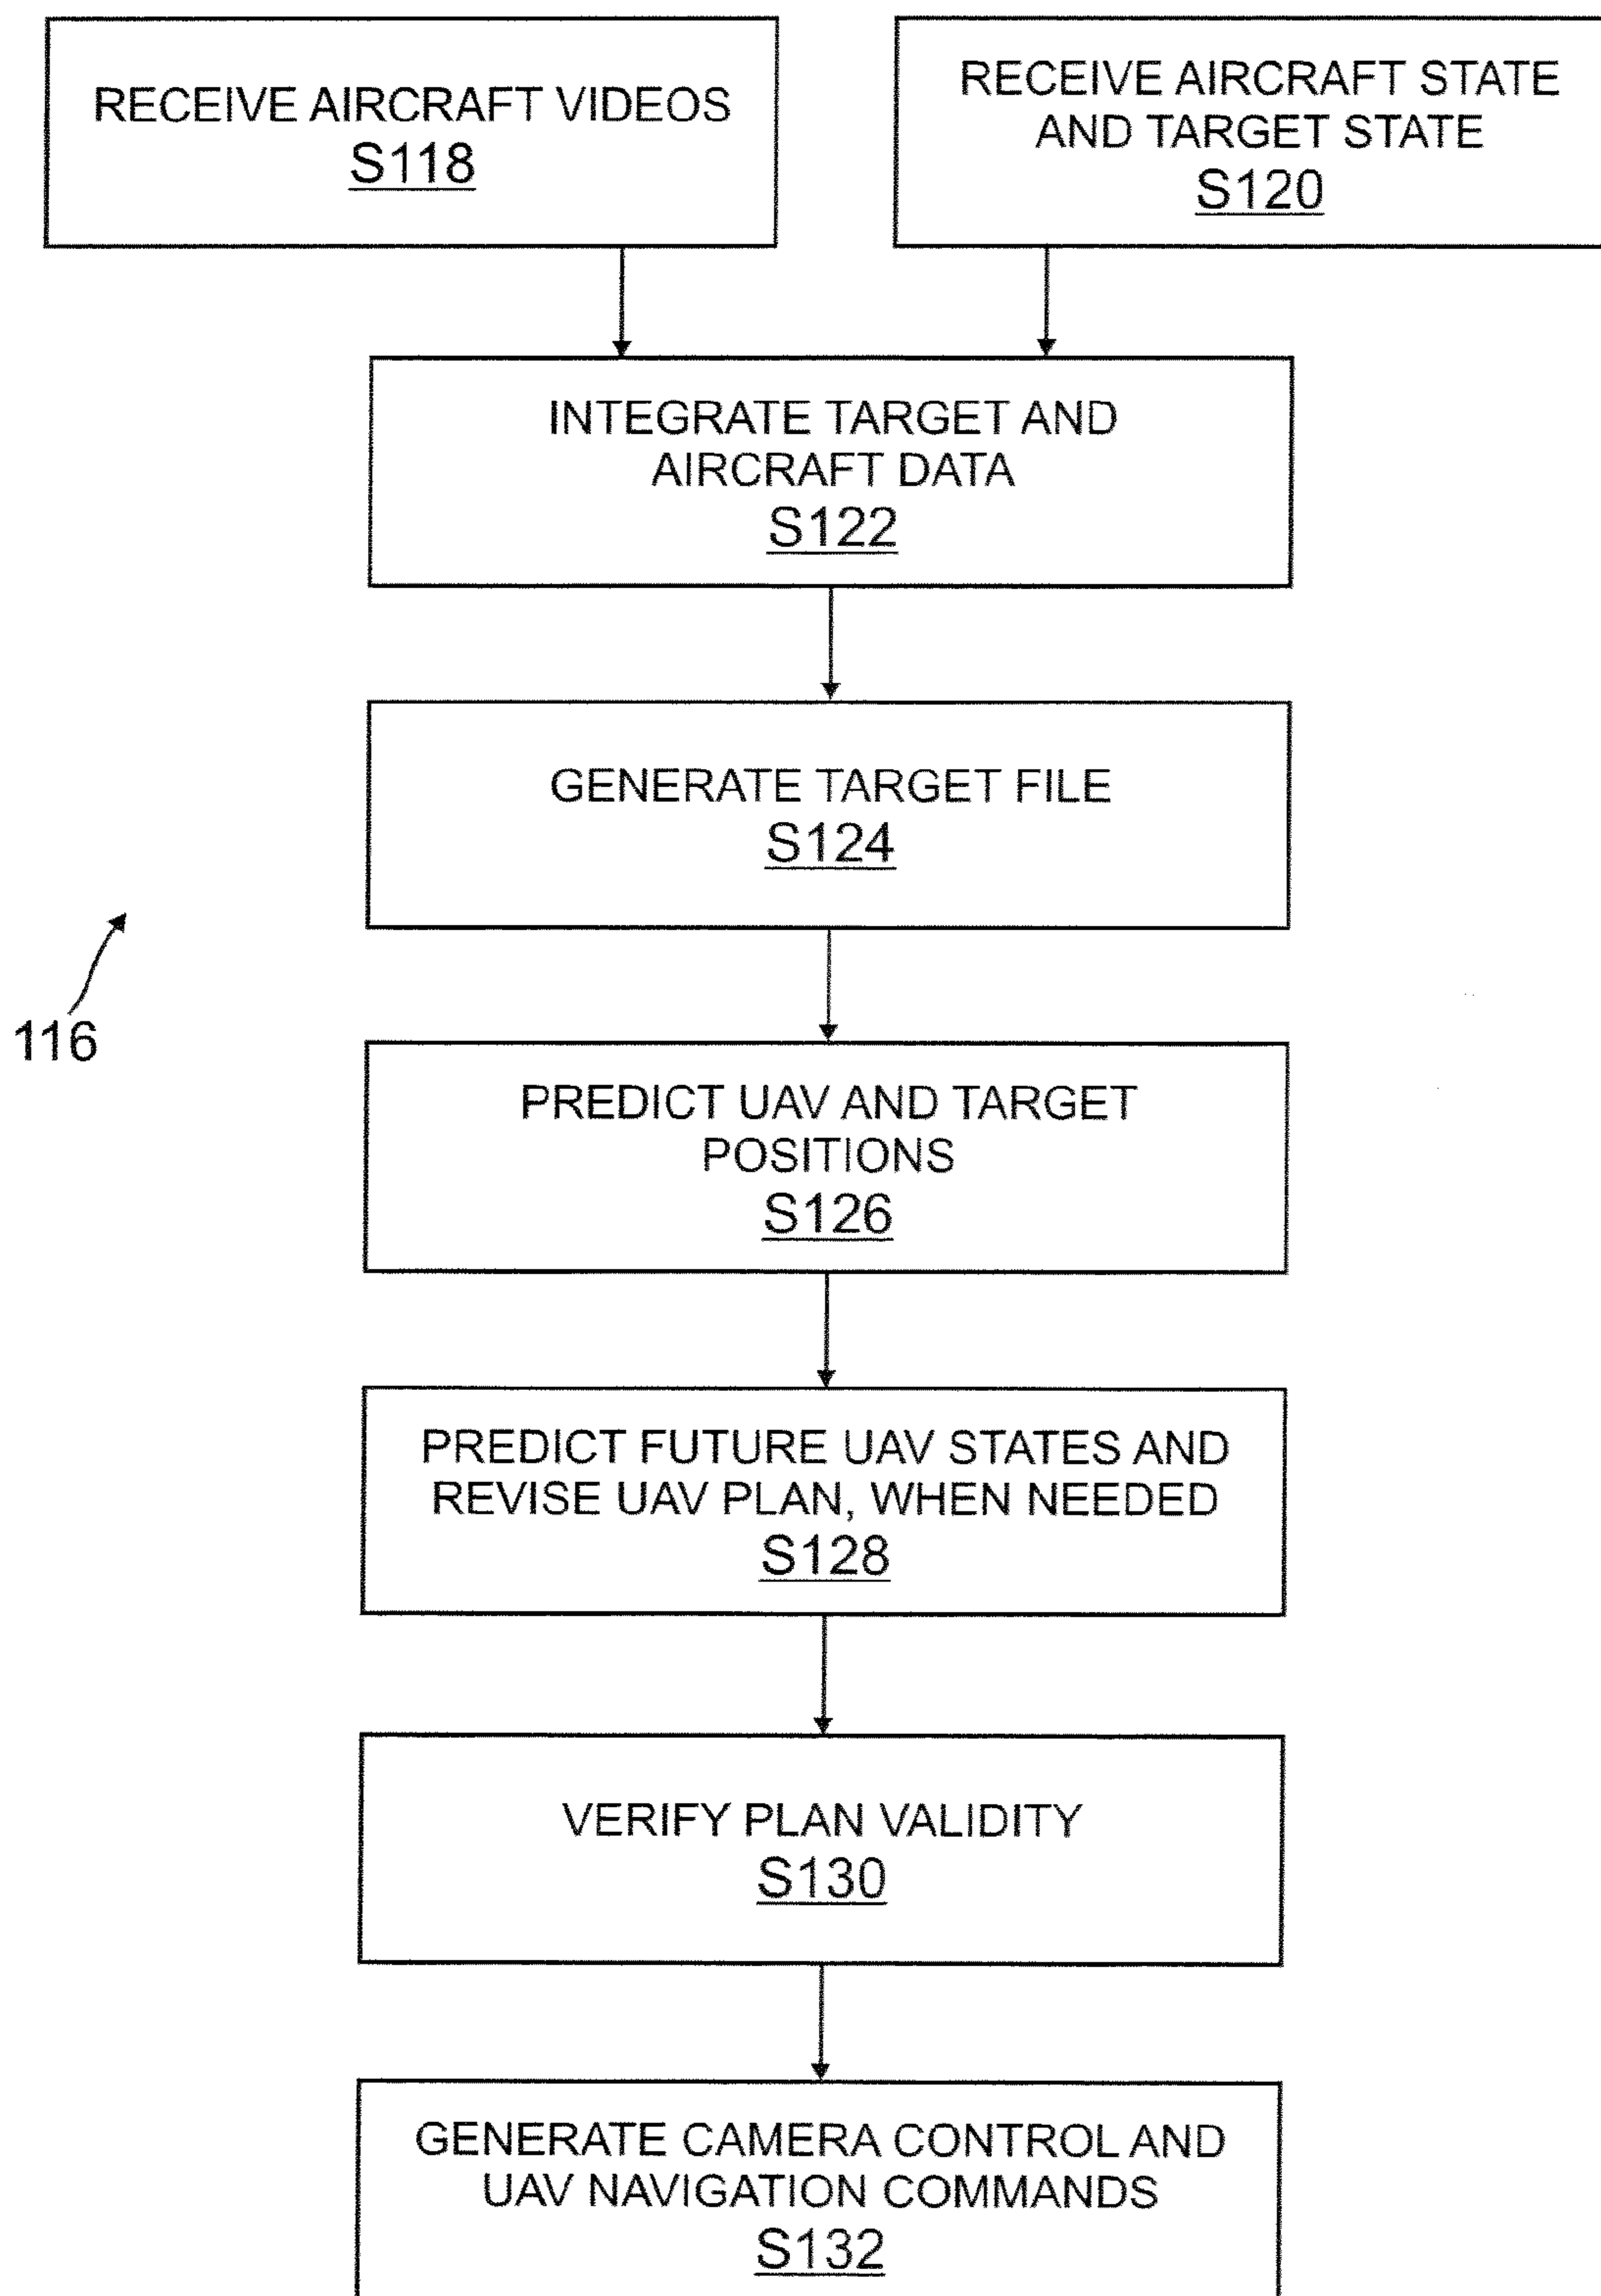 RECEIVE AIRCRAFT VIDEOS
S118
RECEIVE AIRCRAFT STATE
AND TARGET STATE
S120
INTEGRATE TARGET AND
AIRCRAFT DATA
S122
GENERATE TARGET FILE
S124
116
PREDICT UAV AND TARGET
POSITIONS
S126
PREDICT FUTURE UAV STATES AND
REVISE UAV PLAN, WHEN NEEDED
S128
VERIFY PLAN VALIDITY
S130
GENERATE CAMERA CONTROL AND
UAV NAVIGATION COMMANDS
S132